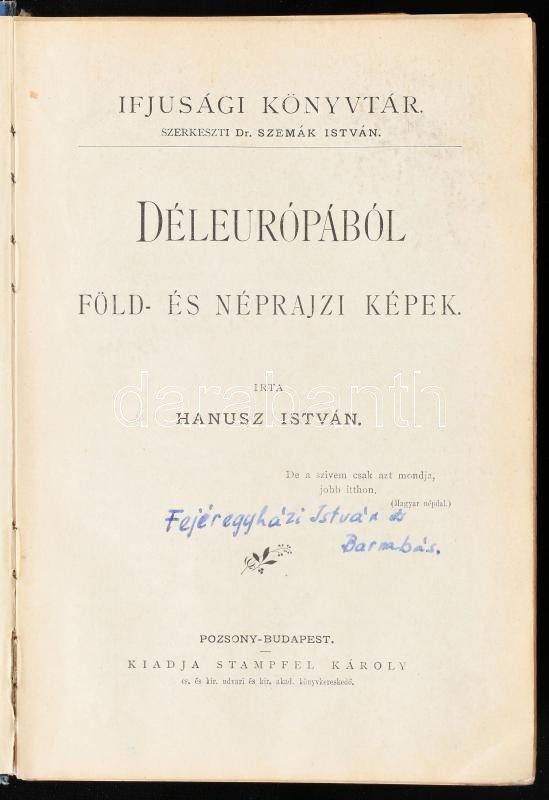 IFJUSÁGI KÖNYVTÁR.
SZERKESZTI Dr. SZEMÁK ISTVÁN.
DÉLEURÓPÁBÓL
FÖLD- ÉS NÉPRAJZI KÉPEK.
IRTA
darabanth
HANUSZ ISTVÁN.
De a szivem csak azt mondja,
jobb itthon.
(Magyar népdal.)
Fejéregyházi István és
Barnabás.
POZSONY-BUDAPEST.
KIADJA STAMPFEL KÁROLY
cs. és kir. udvari és kir. akad. könyvkereskedő.